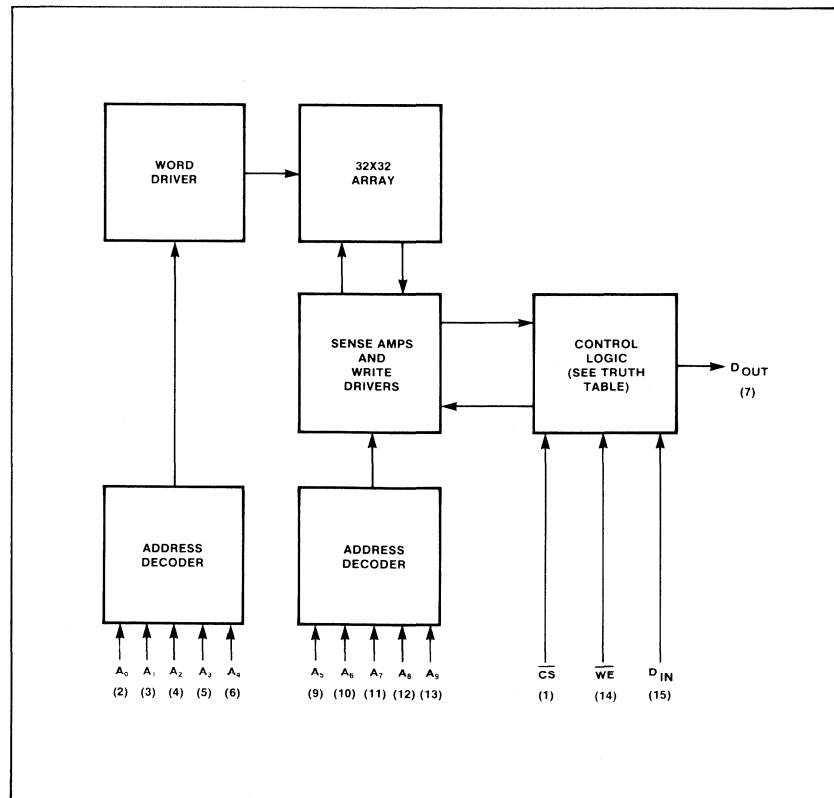 WORD
DRIVER
32X32
ARRAY
SENSE AMPS
AND
WRITE
DRIVERS
CONTROL
LOGIC
(SEE TRUTH
TABLE)
D OUT
(7)
ADDRESS
DECODER
ADDRESS
DECODER
A₀ A₁ A₂ A₃ A₄
(2) (3) (4) (5) (6)
A₅ A₆ A₇ A₈ A₉
(9) (10) (11) (12) (13)
C̅S̅ W̅E̅ D IN
(1) (14) (15)